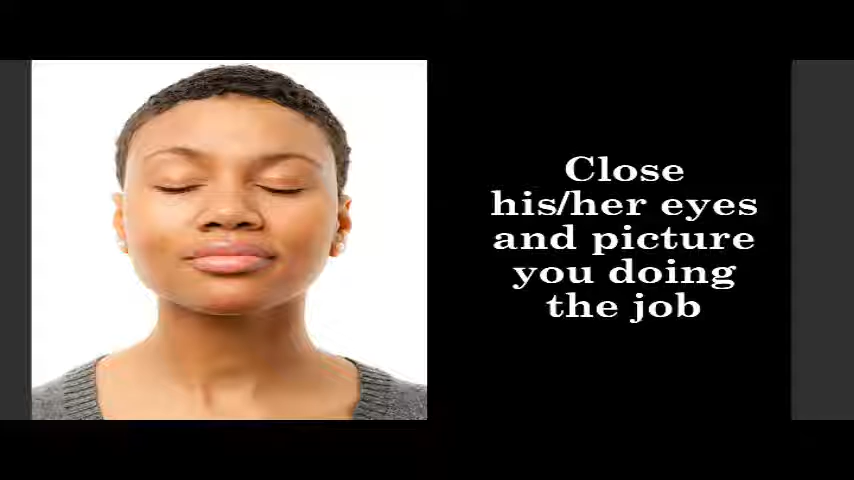 Close
his/her eyes
and picture
you doing
the job